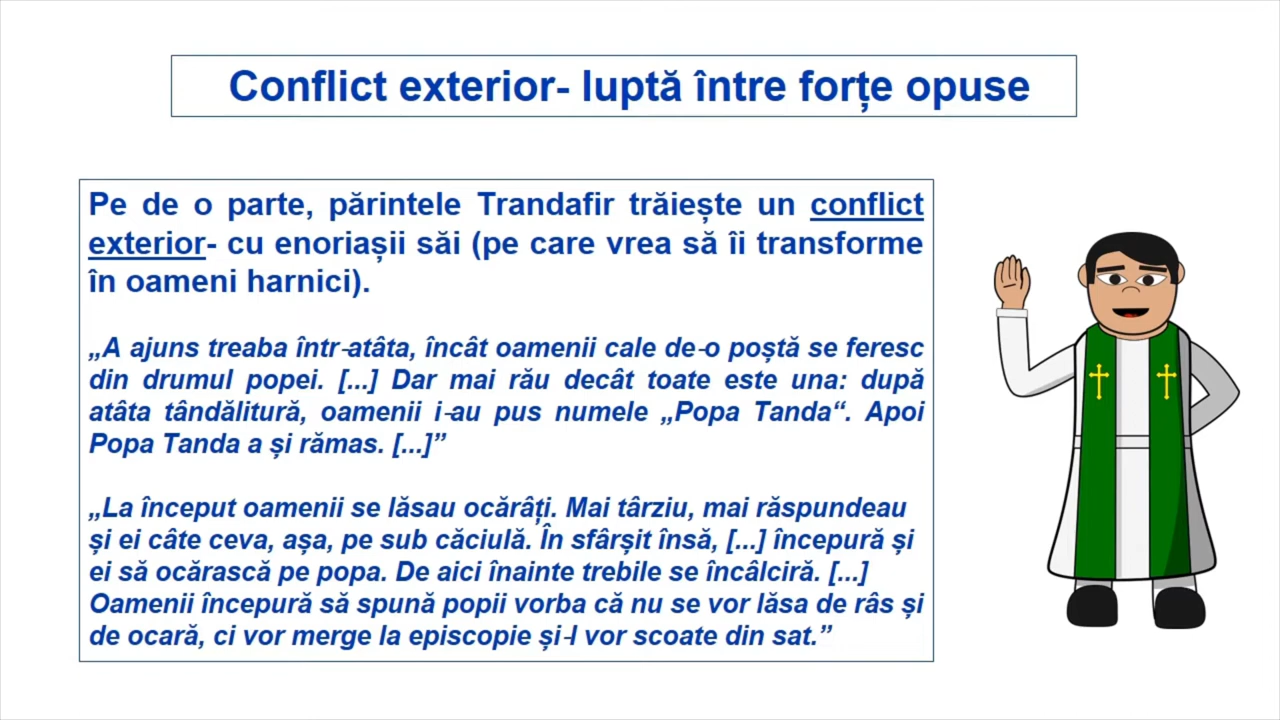 Conflict exterior- luptă între forțe opuse
Pe de o parte, părintele Trandafir trăiește un conflict
exterior- cu enoriașii săi (pe care vrea să îi transforme
în oameni harnici).
„A ajuns treaba într-atâta, încât oamenii cale de-o poștă se feresc
din drumul popei. [...] Dar mai rău decât toate este una: după
atâta tândălitură, oamenii i-au pus numele „Popa Tanda“. Apoi
Popa Tanda a și rămas. [...]”
„La început oamenii se lăsau ocărâți. Mai târziu, mai răspundeau
și ei câte ceva, așa, pe sub căciulă. În sfârșit însă, [...] începură și
ei să ocărască pe popa. De aici înainte trebile se încâlciră. [...]
Oamenii începură să spună popii vorba că nu se vor lăsa de râs și
de ocară, ci vor merge la episcopie și-l vor scoate din sat.”